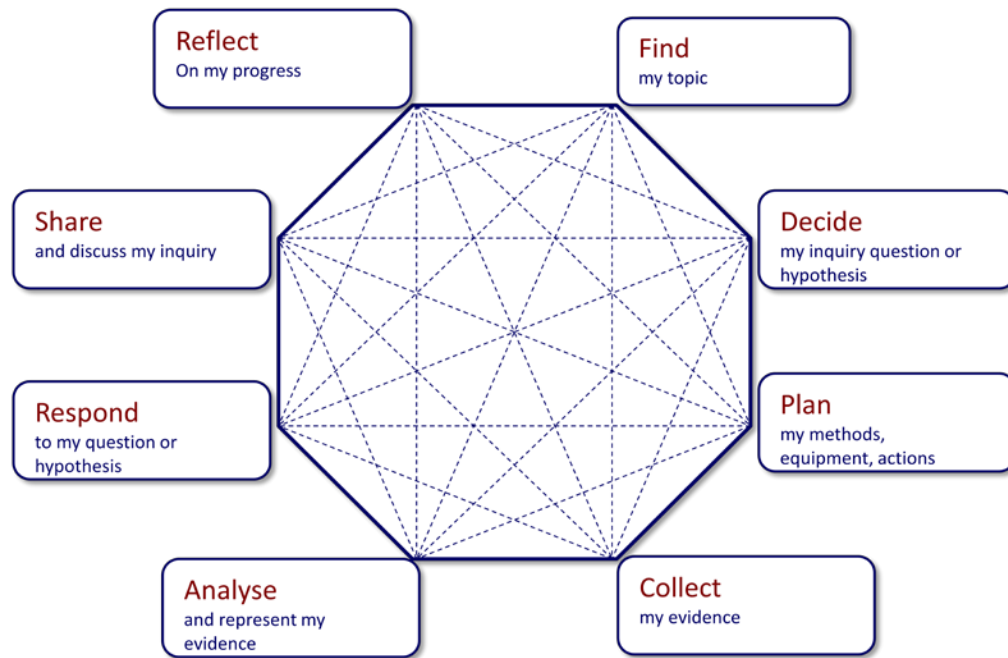 Reflect
On my progress
Find
my topic
Share
and discuss my inquiry
Decide
my inquiry question or
hypothesis
Respond
to my question or
hypothesis
Plan
my methods,
equipment, actions
Analyse
and represent my
evidence
Collect
my evidence